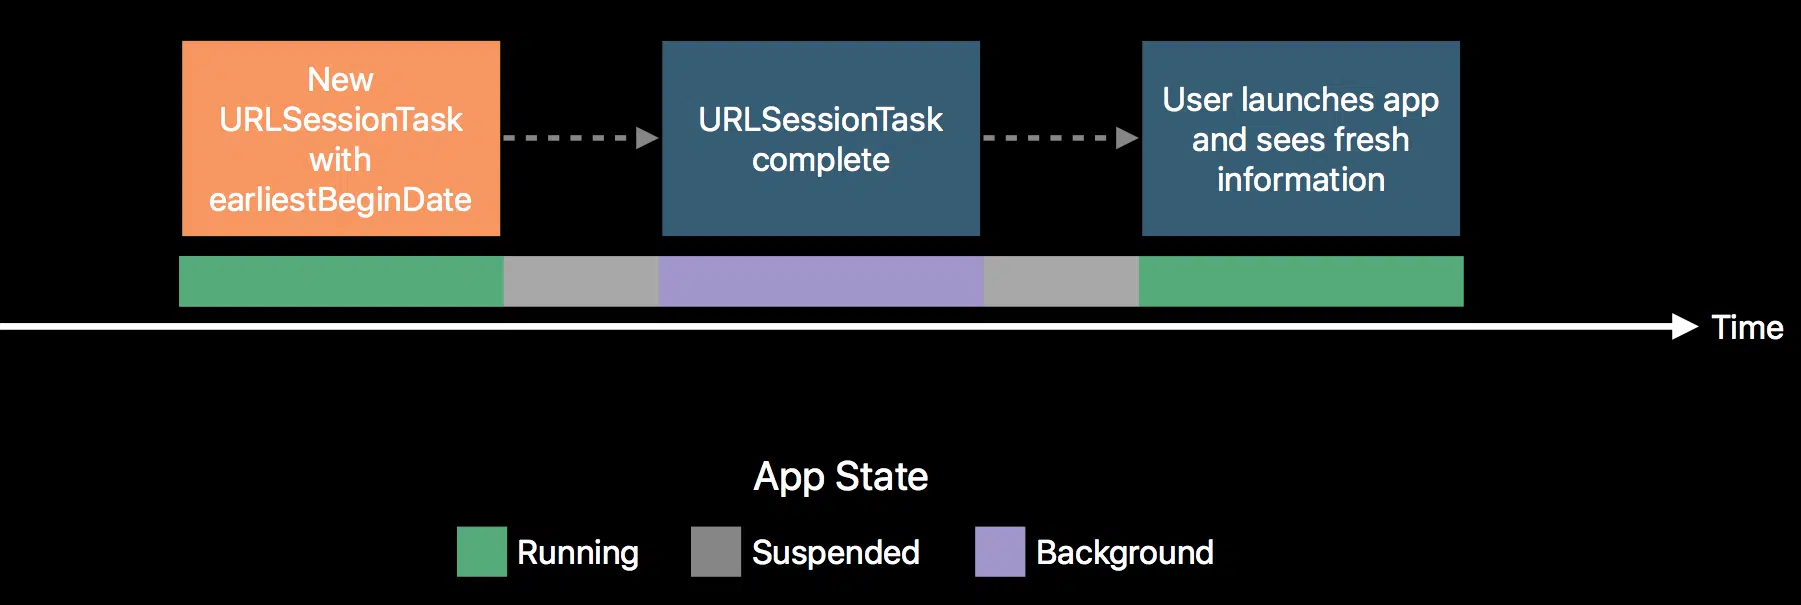 New
URLSessionTask
with
earliestBeginDate
URLSessionTask
complete
User launches app
and sees fresh
information
Time
App State
Running
Suspended
Background